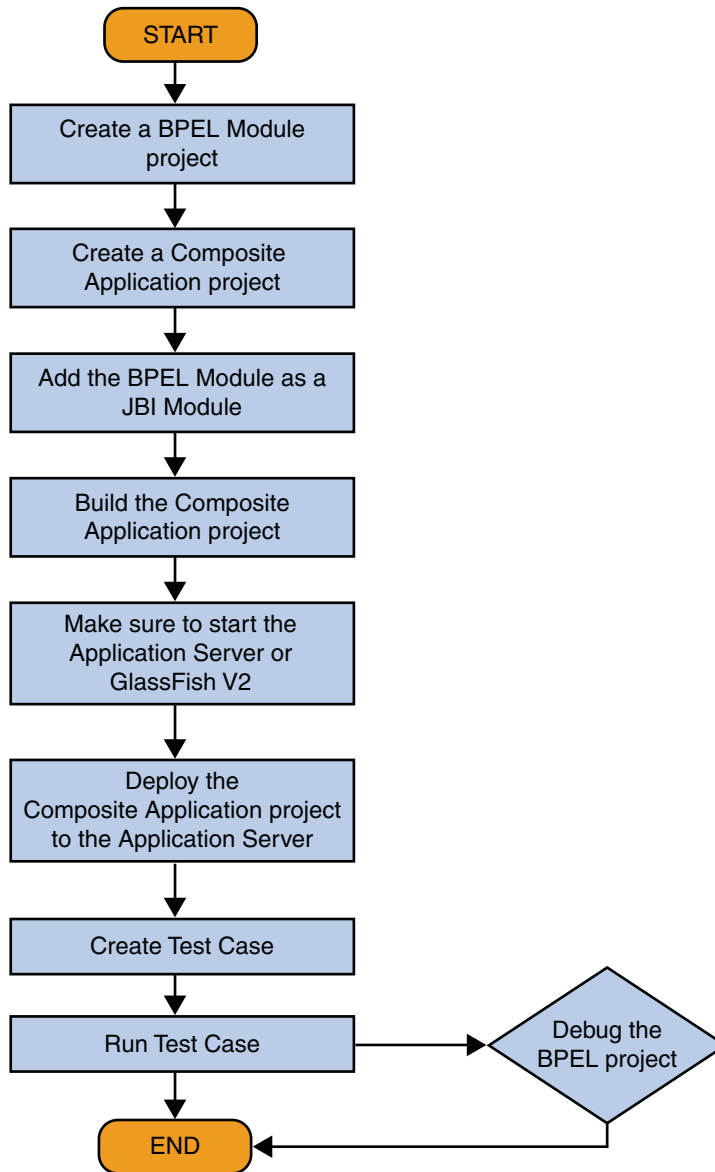 START
Create a BPEL Module
project
Create a Composite
Application project
Add the BPEL Module as a
JBI Module
Build the Composite
Application project
Make sure to start the
Application Server or
GlassFish V2
Deploy the
Composite Application project
to the Application Server
Create Test Case
Run Test Case
Debug the
BPEL project
END